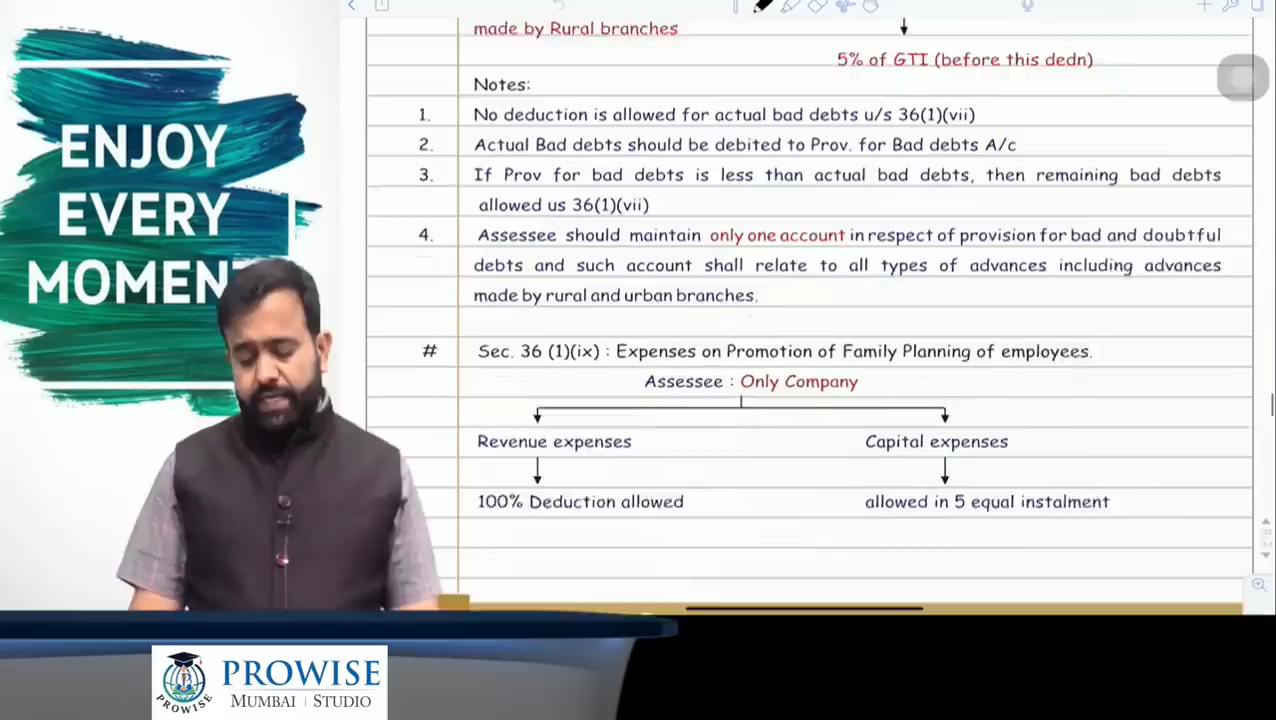 made by Rural branches
5% of GTI (before this dedn)
Notes:
1. No deduction is allowed for actual bad debts u/s 36(1)(vii)
2. Actual Bad debts should be debited to Prov. for Bad debts A/c
3. If Prov for bad debts is less than actual bad debts, then remaining bad debts
allowed us 36(1)(vii)
4. Assessee should maintain only one account in respect of provision for bad and doubtful
debts and such account shall relate to all types of advances including advances
made by rural and urban branches.
# Sec. 36 (1)(ix) : Expenses on Promotion of Family Planning of employees.
Assessee : Only Company
Revenue expenses Capital expenses
100% Deduction allowed allowed in 5 equal instalment
ENJOY
EVERY
MOMEN
PROWISE
PROWISE
MUMBAI | STUDIO